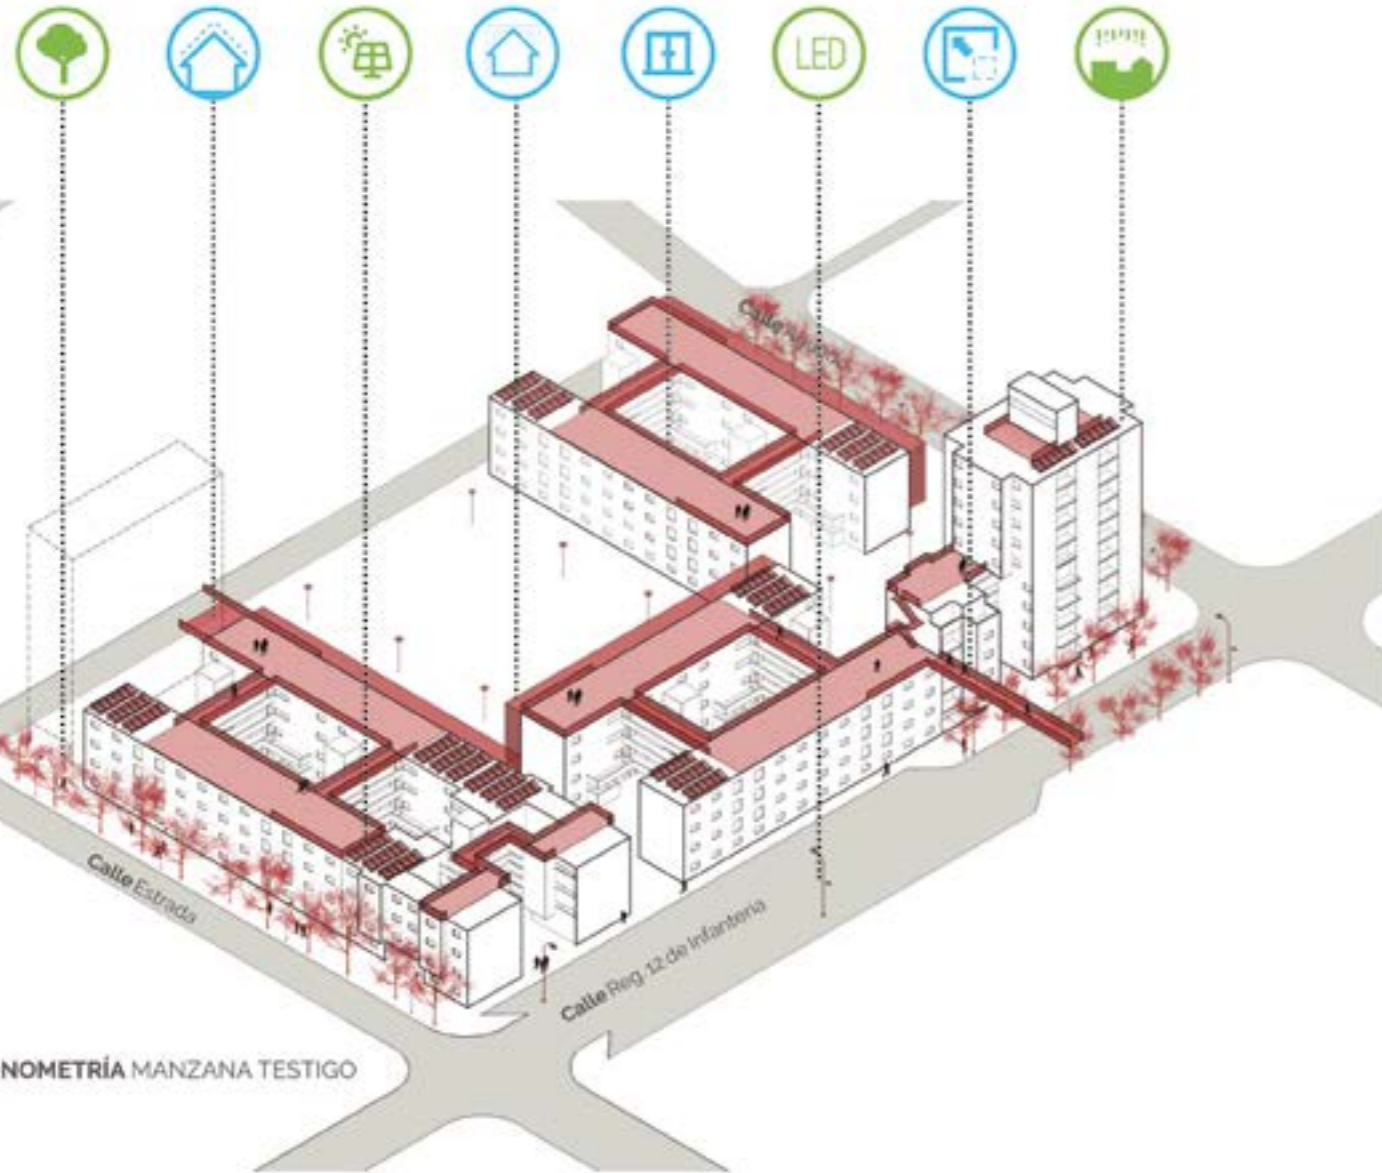 LED
Calle
Calle Estrada
Calle Reg. 12 de Infantería
NOMETRÍA MANZANA TESTIGO